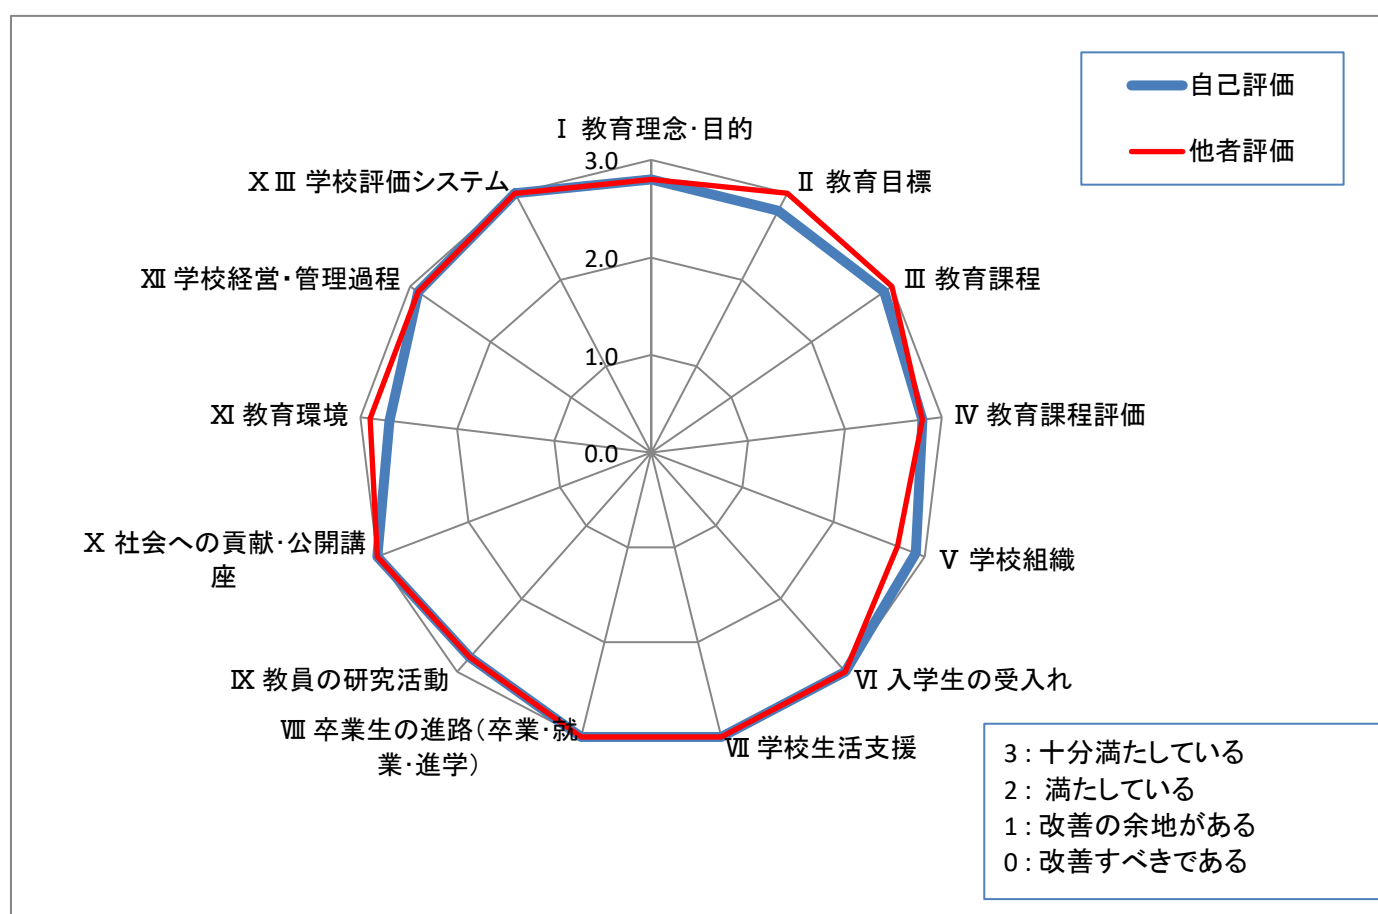 自己評価
他者評価
Ⅰ 教育理念･目的
3.0
2.0
1.0
0.0
Ⅱ 教育目標
Ⅲ 教育課程
Ⅳ 教育課程評価
Ⅴ 学校組織
Ⅵ 入学生の受入れ
Ⅶ 学校生活支援
Ⅷ 卒業生の進路（卒業･就
業･進学）
Ⅸ 教員の研究活動
Ⅹ 社会への貢献･公開講
座
Ⅺ 教育環境
Ⅻ 学校経営・管理過程
ⅩⅢ 学校評価システム
3 : 十分満たしている
2 : 満たしている
1 : 改善の余地がある
0 : 改善すべきである